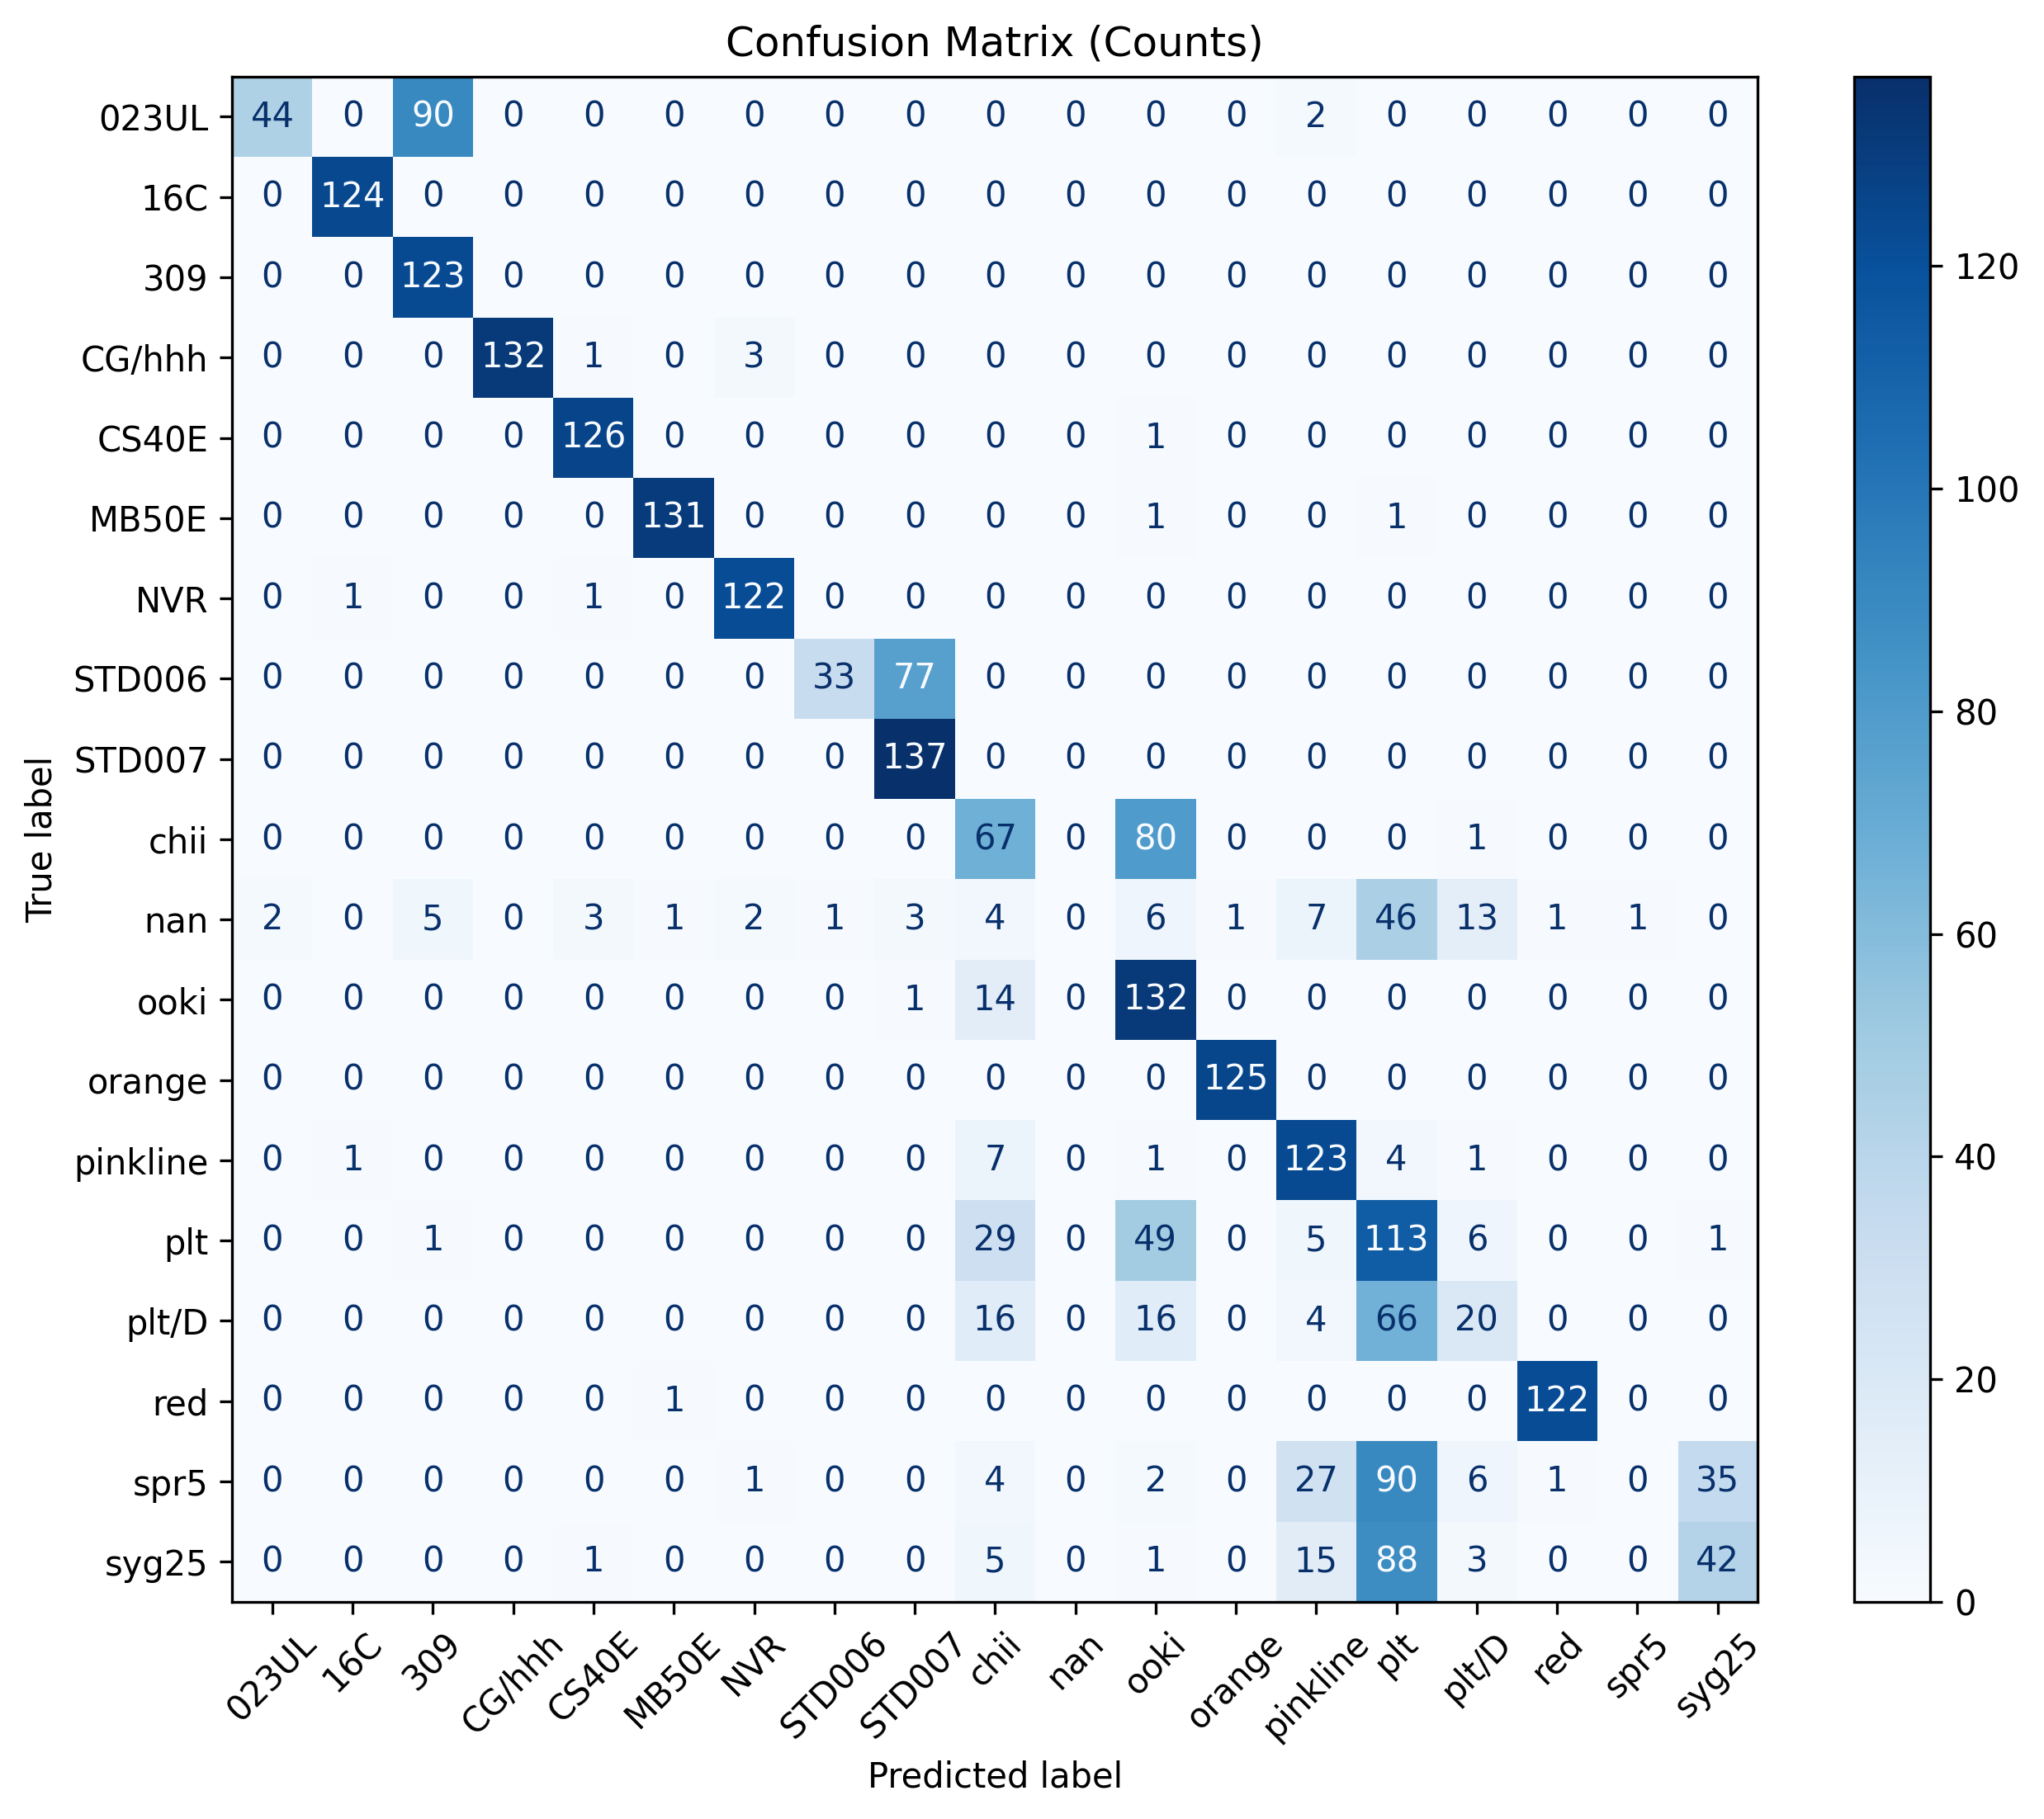 Confusion Matrix (Counts)
023UL 44 0 90 0 0 0 0 0 0 0 0 0 0 2 0 0 0 0 0
16C 0 124 0 0 0 0 0 0 0 0 0 0 0 0 0 0 0 0 0
309 0 0 123 0 0 0 0 0 0 0 0 0 0 0 0 0 0 0 0
CG/hhh 0 0 0 132 1 0 3 0 0 0 0 0 0 0 0 0 0 0 0
CS40E 0 0 0 0 126 0 0 0 0 0 0 1 0 0 0 0 0 0 0
MB50E 0 0 0 0 0 131 0 0 0 0 0 1 0 0 1 0 0 0 0
NVR 0 1 0 0 1 0 122 0 0 0 0 0 0 0 0 0 0 0 0
STD006 0 0 0 0 0 0 0 33 77 0 0 0 0 0 0 0 0 0 0
STD007 0 0 0 0 0 0 0 0 137 0 0 0 0 0 0 0 0 0 0
chii 0 0 0 0 0 0 0 0 0 67 0 80 0 0 0 1 0 0 0
nan 2 0 5 0 3 1 2 1 3 4 0 6 1 7 46 13 1 1 0
ooki 0 0 0 0 0 0 0 0 1 14 0 132 0 0 0 0 0 0 0
orange 0 0 0 0 0 0 0 0 0 0 0 0 125 0 0 0 0 0 0
pinkline 0 1 0 0 0 0 0 0 0 7 0 1 0 123 4 1 0 0 0
plt 0 0 1 0 0 0 0 0 0 29 0 49 0 5 113 6 0 0 1
plt/D 0 0 0 0 0 0 0 0 0 16 0 16 0 4 66 20 0 0 0
red 0 0 0 0 0 1 0 0 0 0 0 0 0 0 0 0 122 0 0
spr5 0 0 0 0 0 0 1 0 0 4 0 2 0 27 90 6 1 0 35
syg25 0 0 0 0 1 0 0 0 0 5 0 1 0 15 88 3 0 0 42
023UL 16C 309 CG/hhh CS40E MB50E NVR STD006 STD007 chii nan ooki orange pinkline plt plt/D red spr5 syg25
Predicted label
True label
120
100
80
60
40
20
0